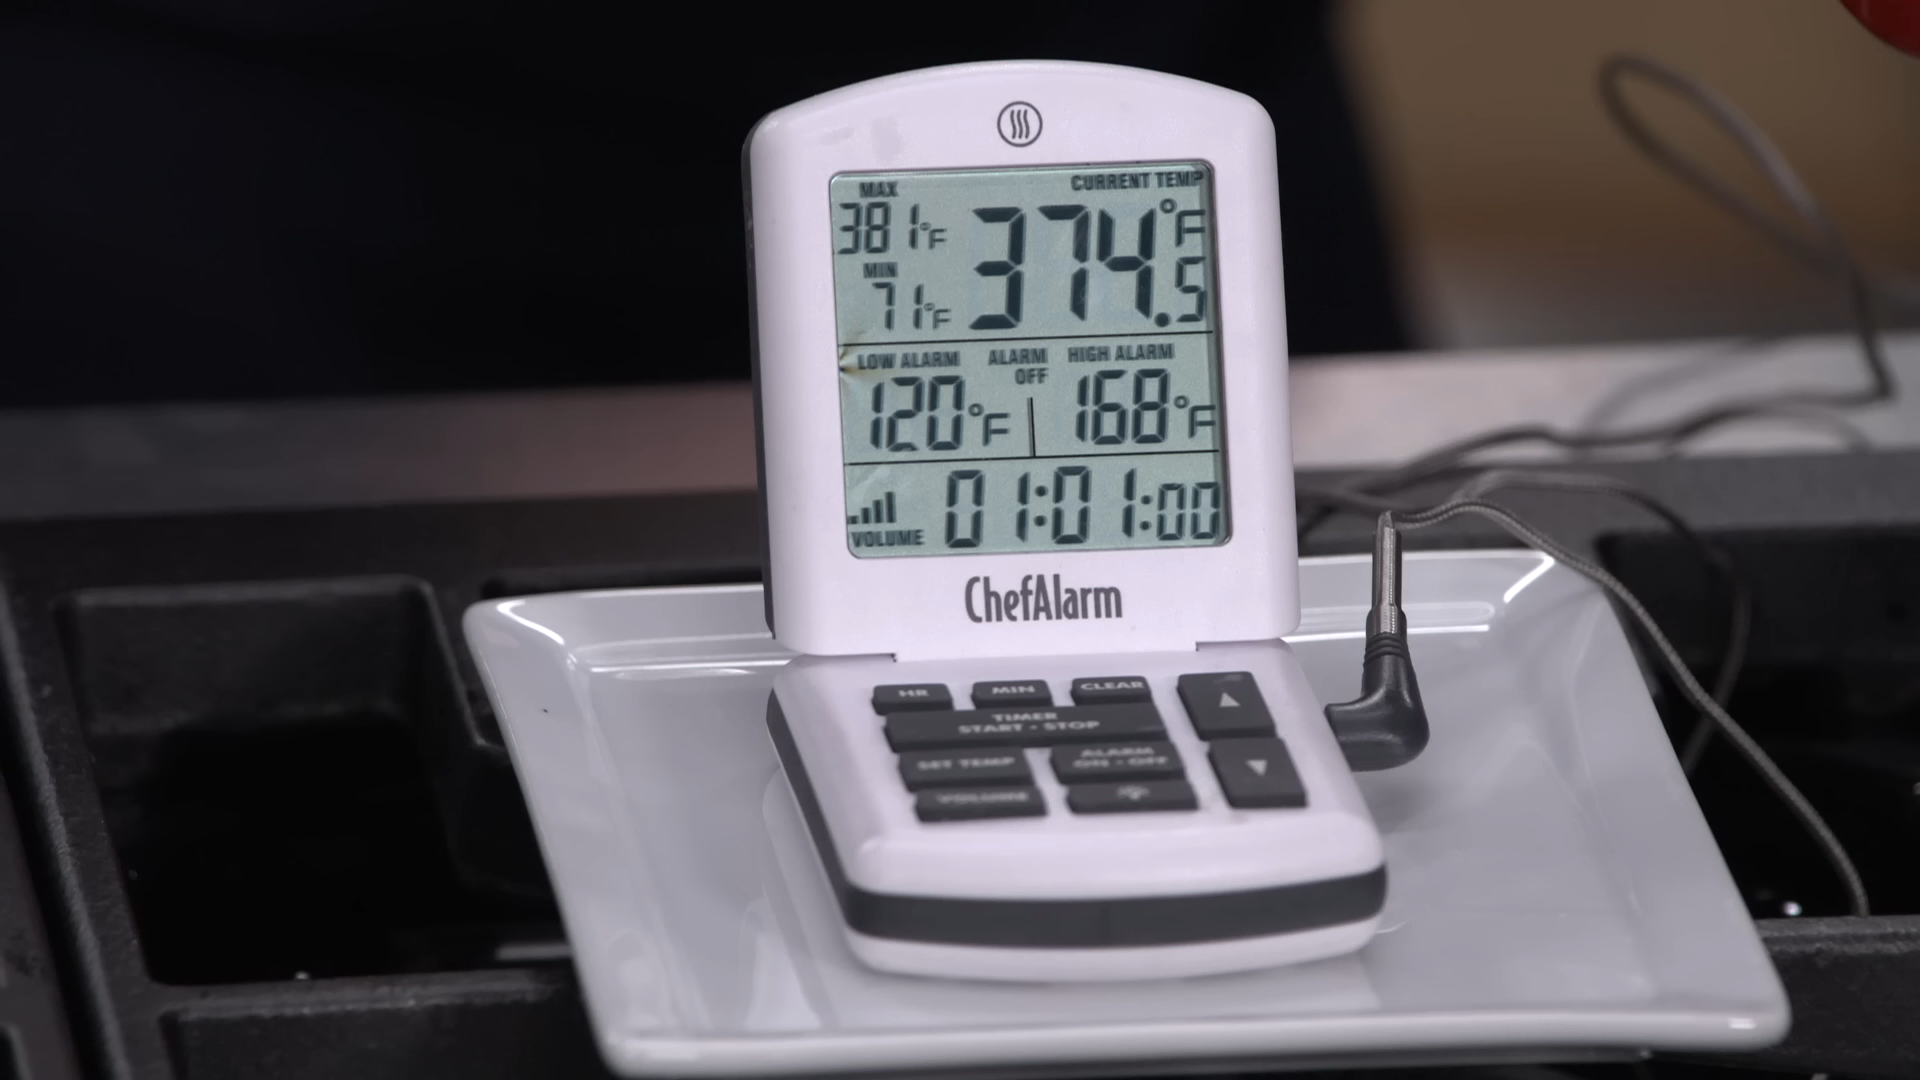 MAX CURRENT TEMP
381°F 374.5°F
MIN
71°F
LOW ALARM ALARM OFF HIGH ALARM
120°F 168°F
VOLUME 01:01:00
ChefAlarm
HR MIN CLEAR
TIMER
START • STOP
SET TEMP ALARM
ON • OFF
VOLUME